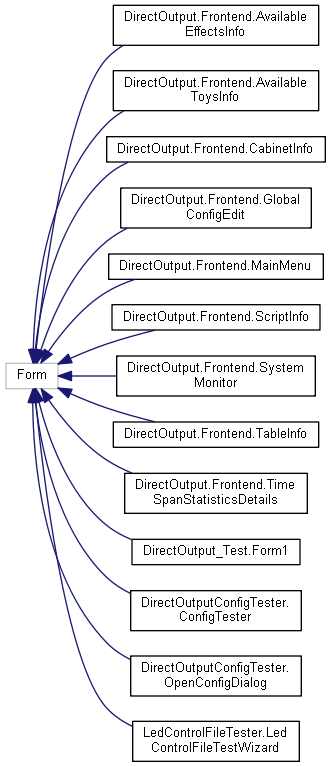 DirectOutput.Frontend.Available
EffectsInfo
DirectOutput.Frontend.Available
ToysInfo
DirectOutput.Frontend.CabinetInfo
DirectOutput.Frontend.Global
ConfigEdit
DirectOutput.Frontend.MainMenu
DirectOutput.Frontend.ScriptInfo
Form
DirectOutput.Frontend.System
Monitor
DirectOutput.Frontend.TableInfo
DirectOutput.Frontend.Time
SpanStatisticsDetails
DirectOutput_Test.Form1
DirectOutputConfigTester.
ConfigTester
DirectOutputConfigTester.
OpenConfigDialog
LedControlFileTester.Led
ControlFileTestWizard